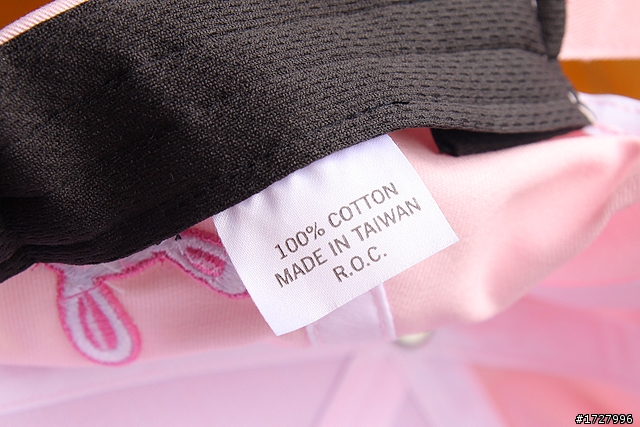 100% COTTON
MADE IN TAIWAN
R.O.C.
#1727996